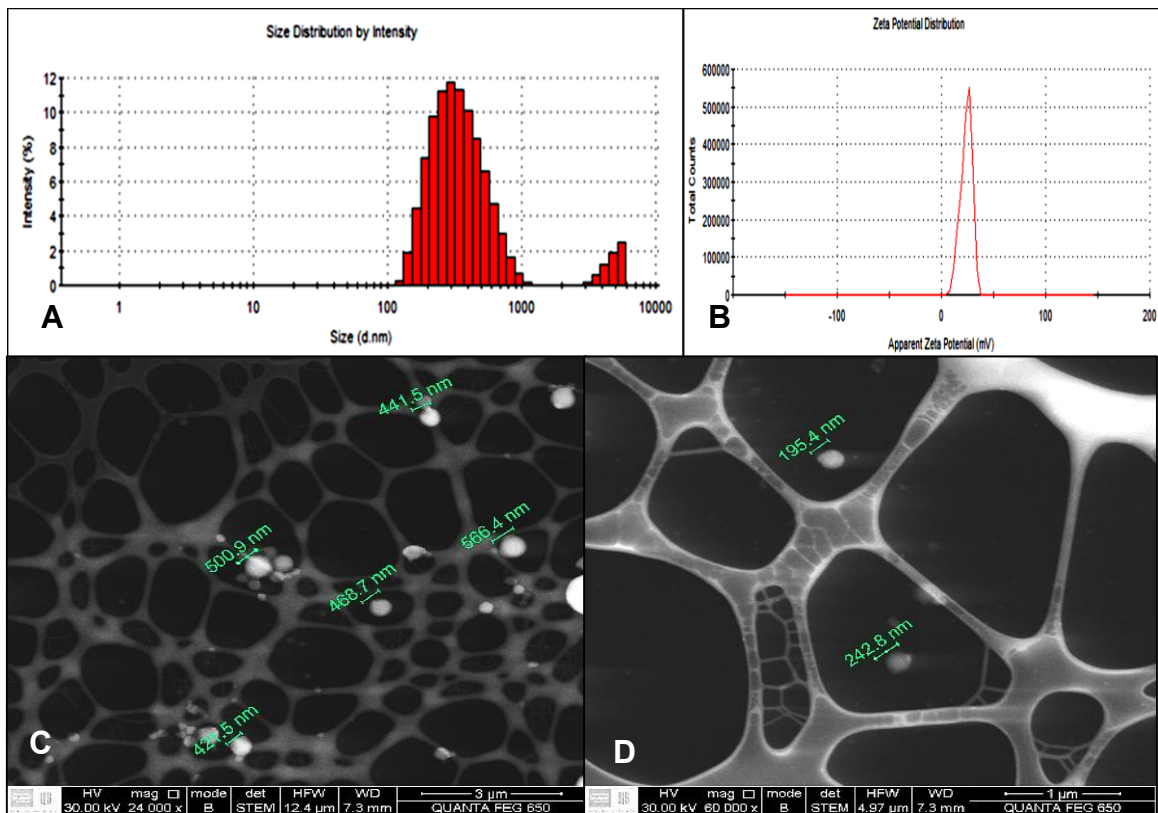 Size Distribution by Intensity
Intensity (%)
12
10
8
6
4
2
0
1 10 100 1000 10000
Size (d.nm)
A
Zeta Potential Distribution
Total Counts
600000
500000
400000
300000
200000
100000
0
-100 0 100 200
Apparent Zeta Potential (mV)
B
441.5 nm
566.4 nm
500.9 nm
468.7 nm
nm
C
HV mag mode det HFW WD 3 µm
30.00 kV 24 000 x B STEM 12.4 µm 7.3 mm QUANTA FEG 650
195.4 nm
242.8 nm
D
HV mag mode det HFW WD 1 µm
30.00 kV 60 000 x B STEM 4.97 µm 7.3 mm QUANTA FEG 650